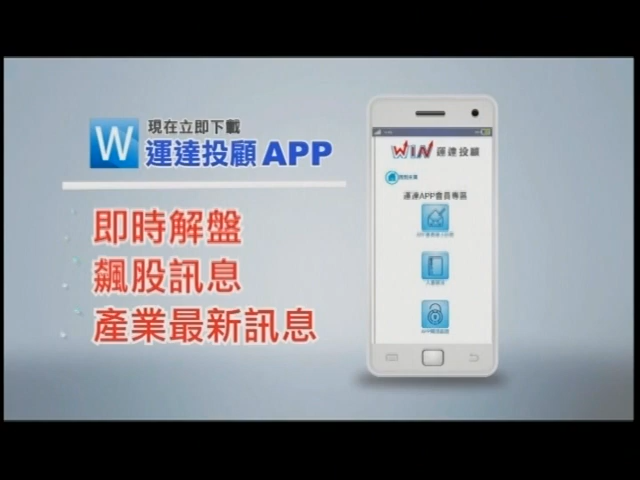 W
現在立即下載
運達投顧 APP
即時解盤
飆股訊息
產業最新訊息
WIN 運達投顧
運達APP會員專區